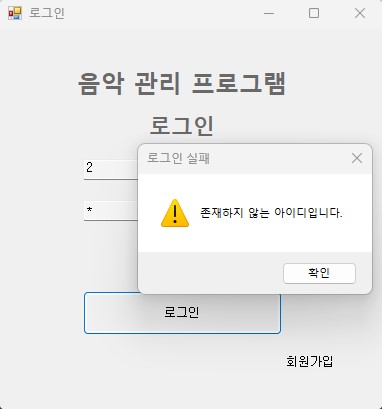 로그인
음악 관리 프로그램
로그인
2
*
로그인 실패
존재하지 않는 아이디입니다.
확인
로그인
회원가입